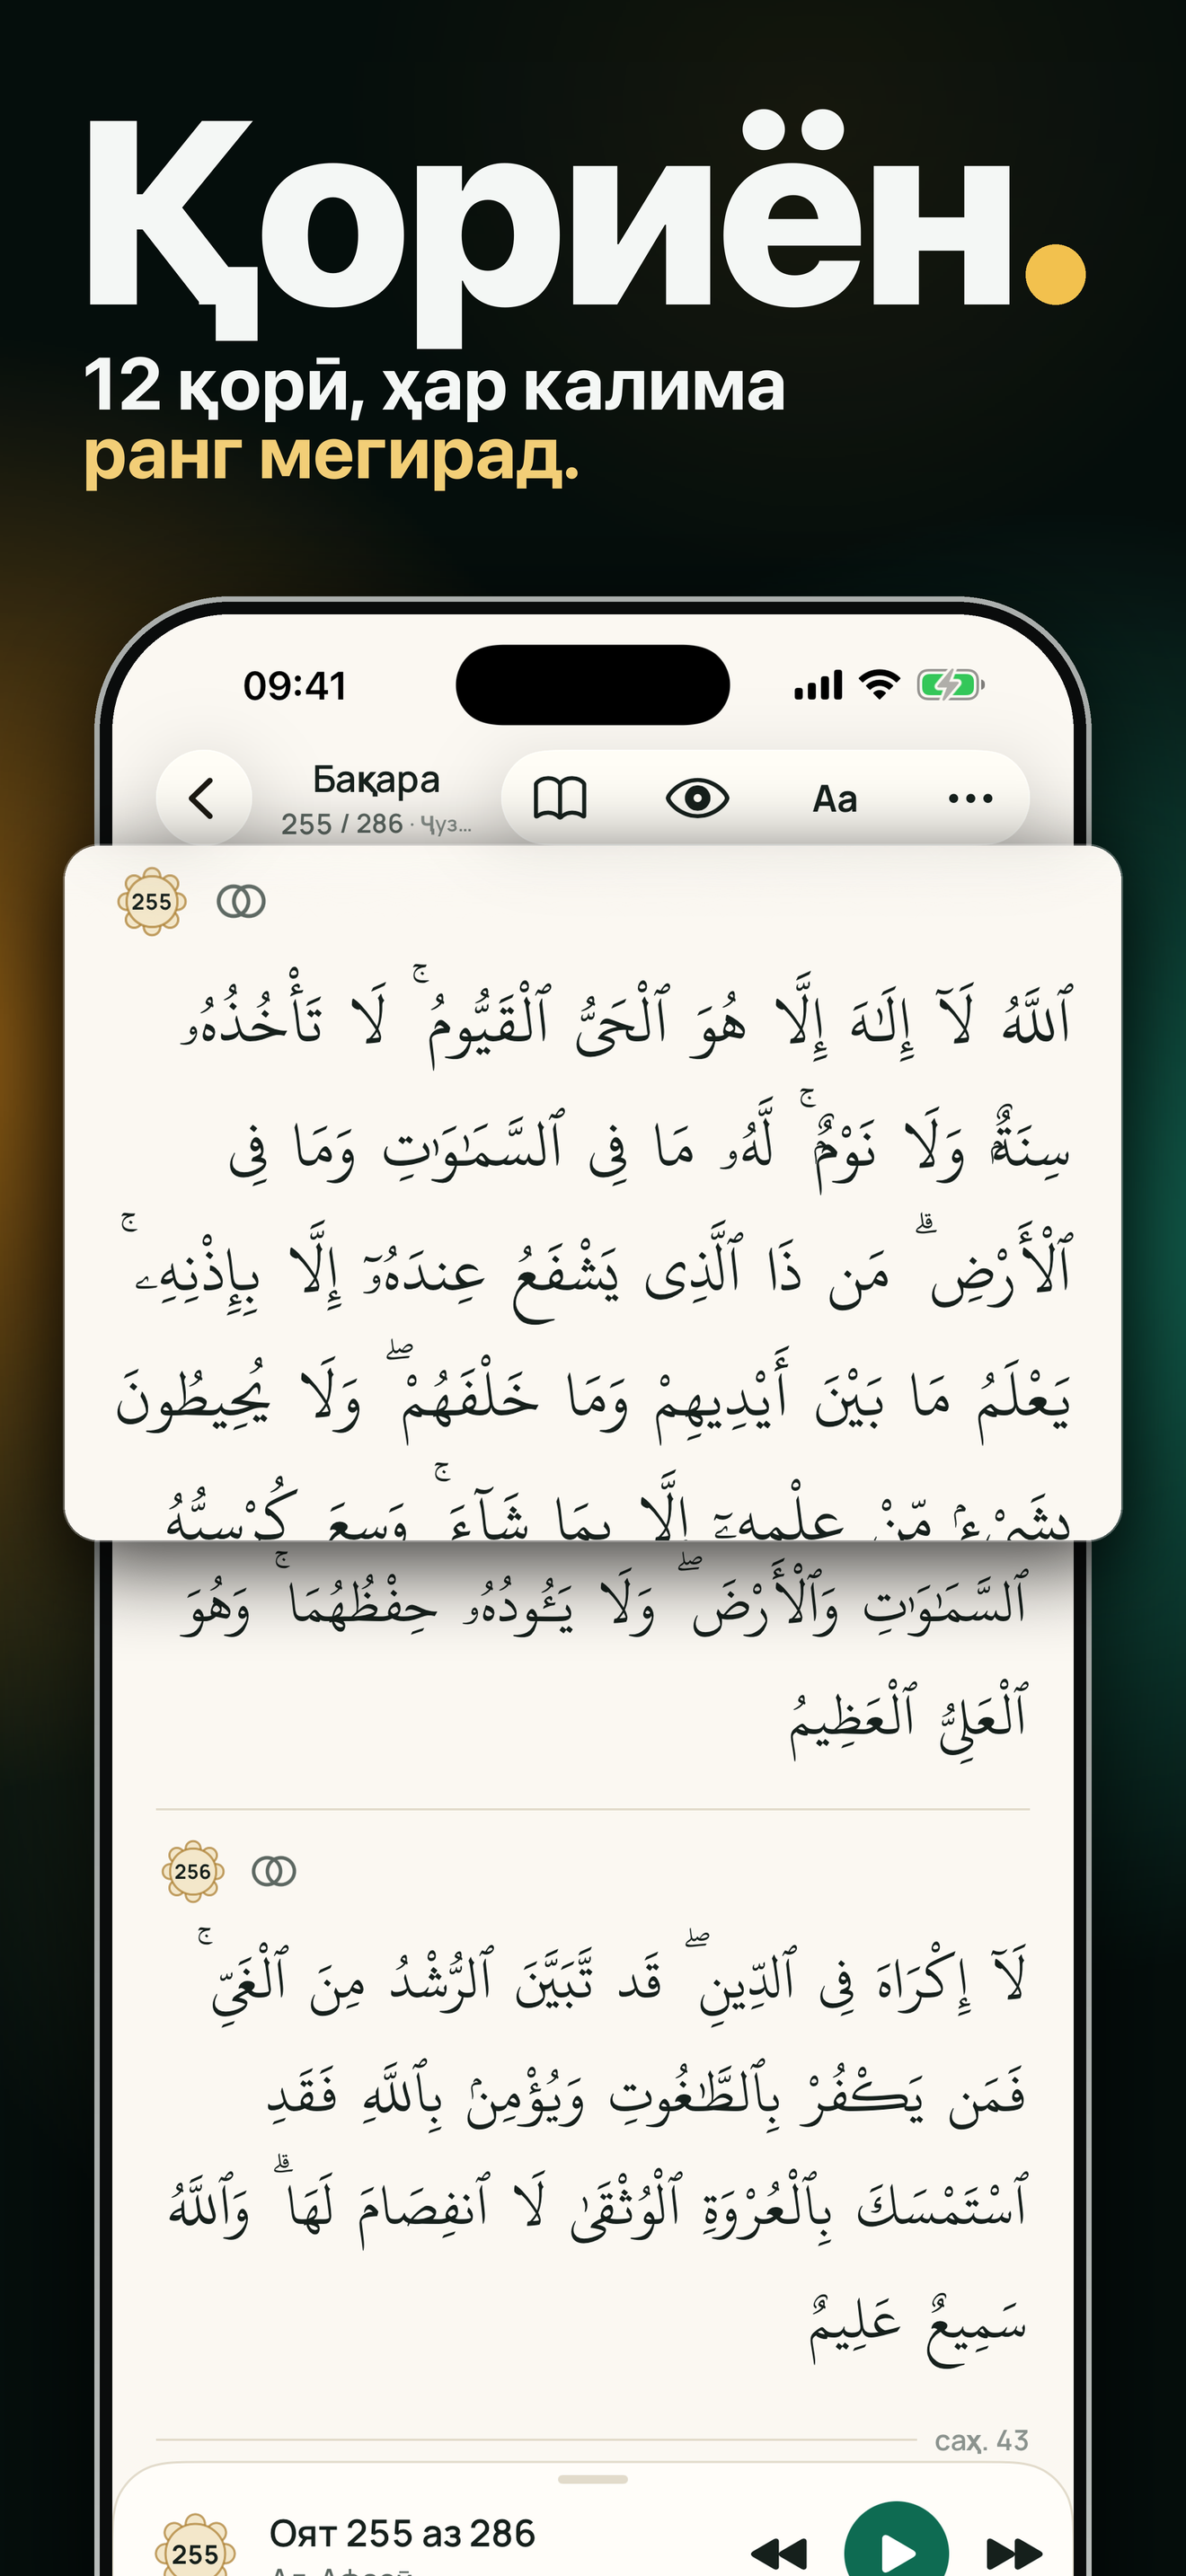 Қориён.
12 қорӣ, ҳар калима
ранг мегирад.
09:41
Бақара
255 / 286 · Ҷуз...
Aa
255
ٱللَّهُ لَآ إِلَـٰهَ إِلَّا هُوَ ٱلْحَىُّ ٱلْقَيُّومُ ۚ لَا تَأْخُذُهُۥ
سِنَةٌ وَلَا نَوْمٌ ۚ لَّهُۥ مَا فِى ٱلسَّمَـٰوَٰتِ وَمَا فِى
ٱلْأَرْضِ ۗ مَن ذَا ٱلَّذِى يَشْفَعُ عِندَهُۥٓ إِلَّا بِإِذْنِهِۦ ۚ
يَعْلَمُ مَا بَيْنَ أَيْدِيهِمْ وَمَا خَلْفَهُمْ ۖ وَلَا يُحِيطُونَ
بِشَىْءٍ مِّنْ عِلْمِهِۦٓ إِلَّا بِمَا شَآءَ ۚ وَسِعَ كُرْسِيُّهُ
ٱلسَّمَـٰوَٰتِ وَٱلْأَرْضَ ۖ وَلَا يَـُٔودُهُۥ حِفْظُهُمَا ۚ وَهُوَ
ٱلْعَلِىُّ ٱلْعَظِيمُ
256
لَآ إِكْرَاهَ فِى ٱلدِّينِ ۖ قَد تَّبَيَّنَ ٱلرُّشْدُ مِنَ ٱلْغَىِّ ۚ
فَمَن يَكْفُرْ بِٱلطَّـٰغُوتِ وَيُؤْمِنۢ بِٱللَّهِ فَقَدِ
ٱسْتَمْسَكَ بِٱلْعُرْوَةِ ٱلْوُثْقَىٰ لَا ٱنفِصَامَ لَهَا ۗ وَٱللَّهُ
سَمِيعٌ عَلِيمٌ
саҳ. 43
255
Оят 255 аз 286